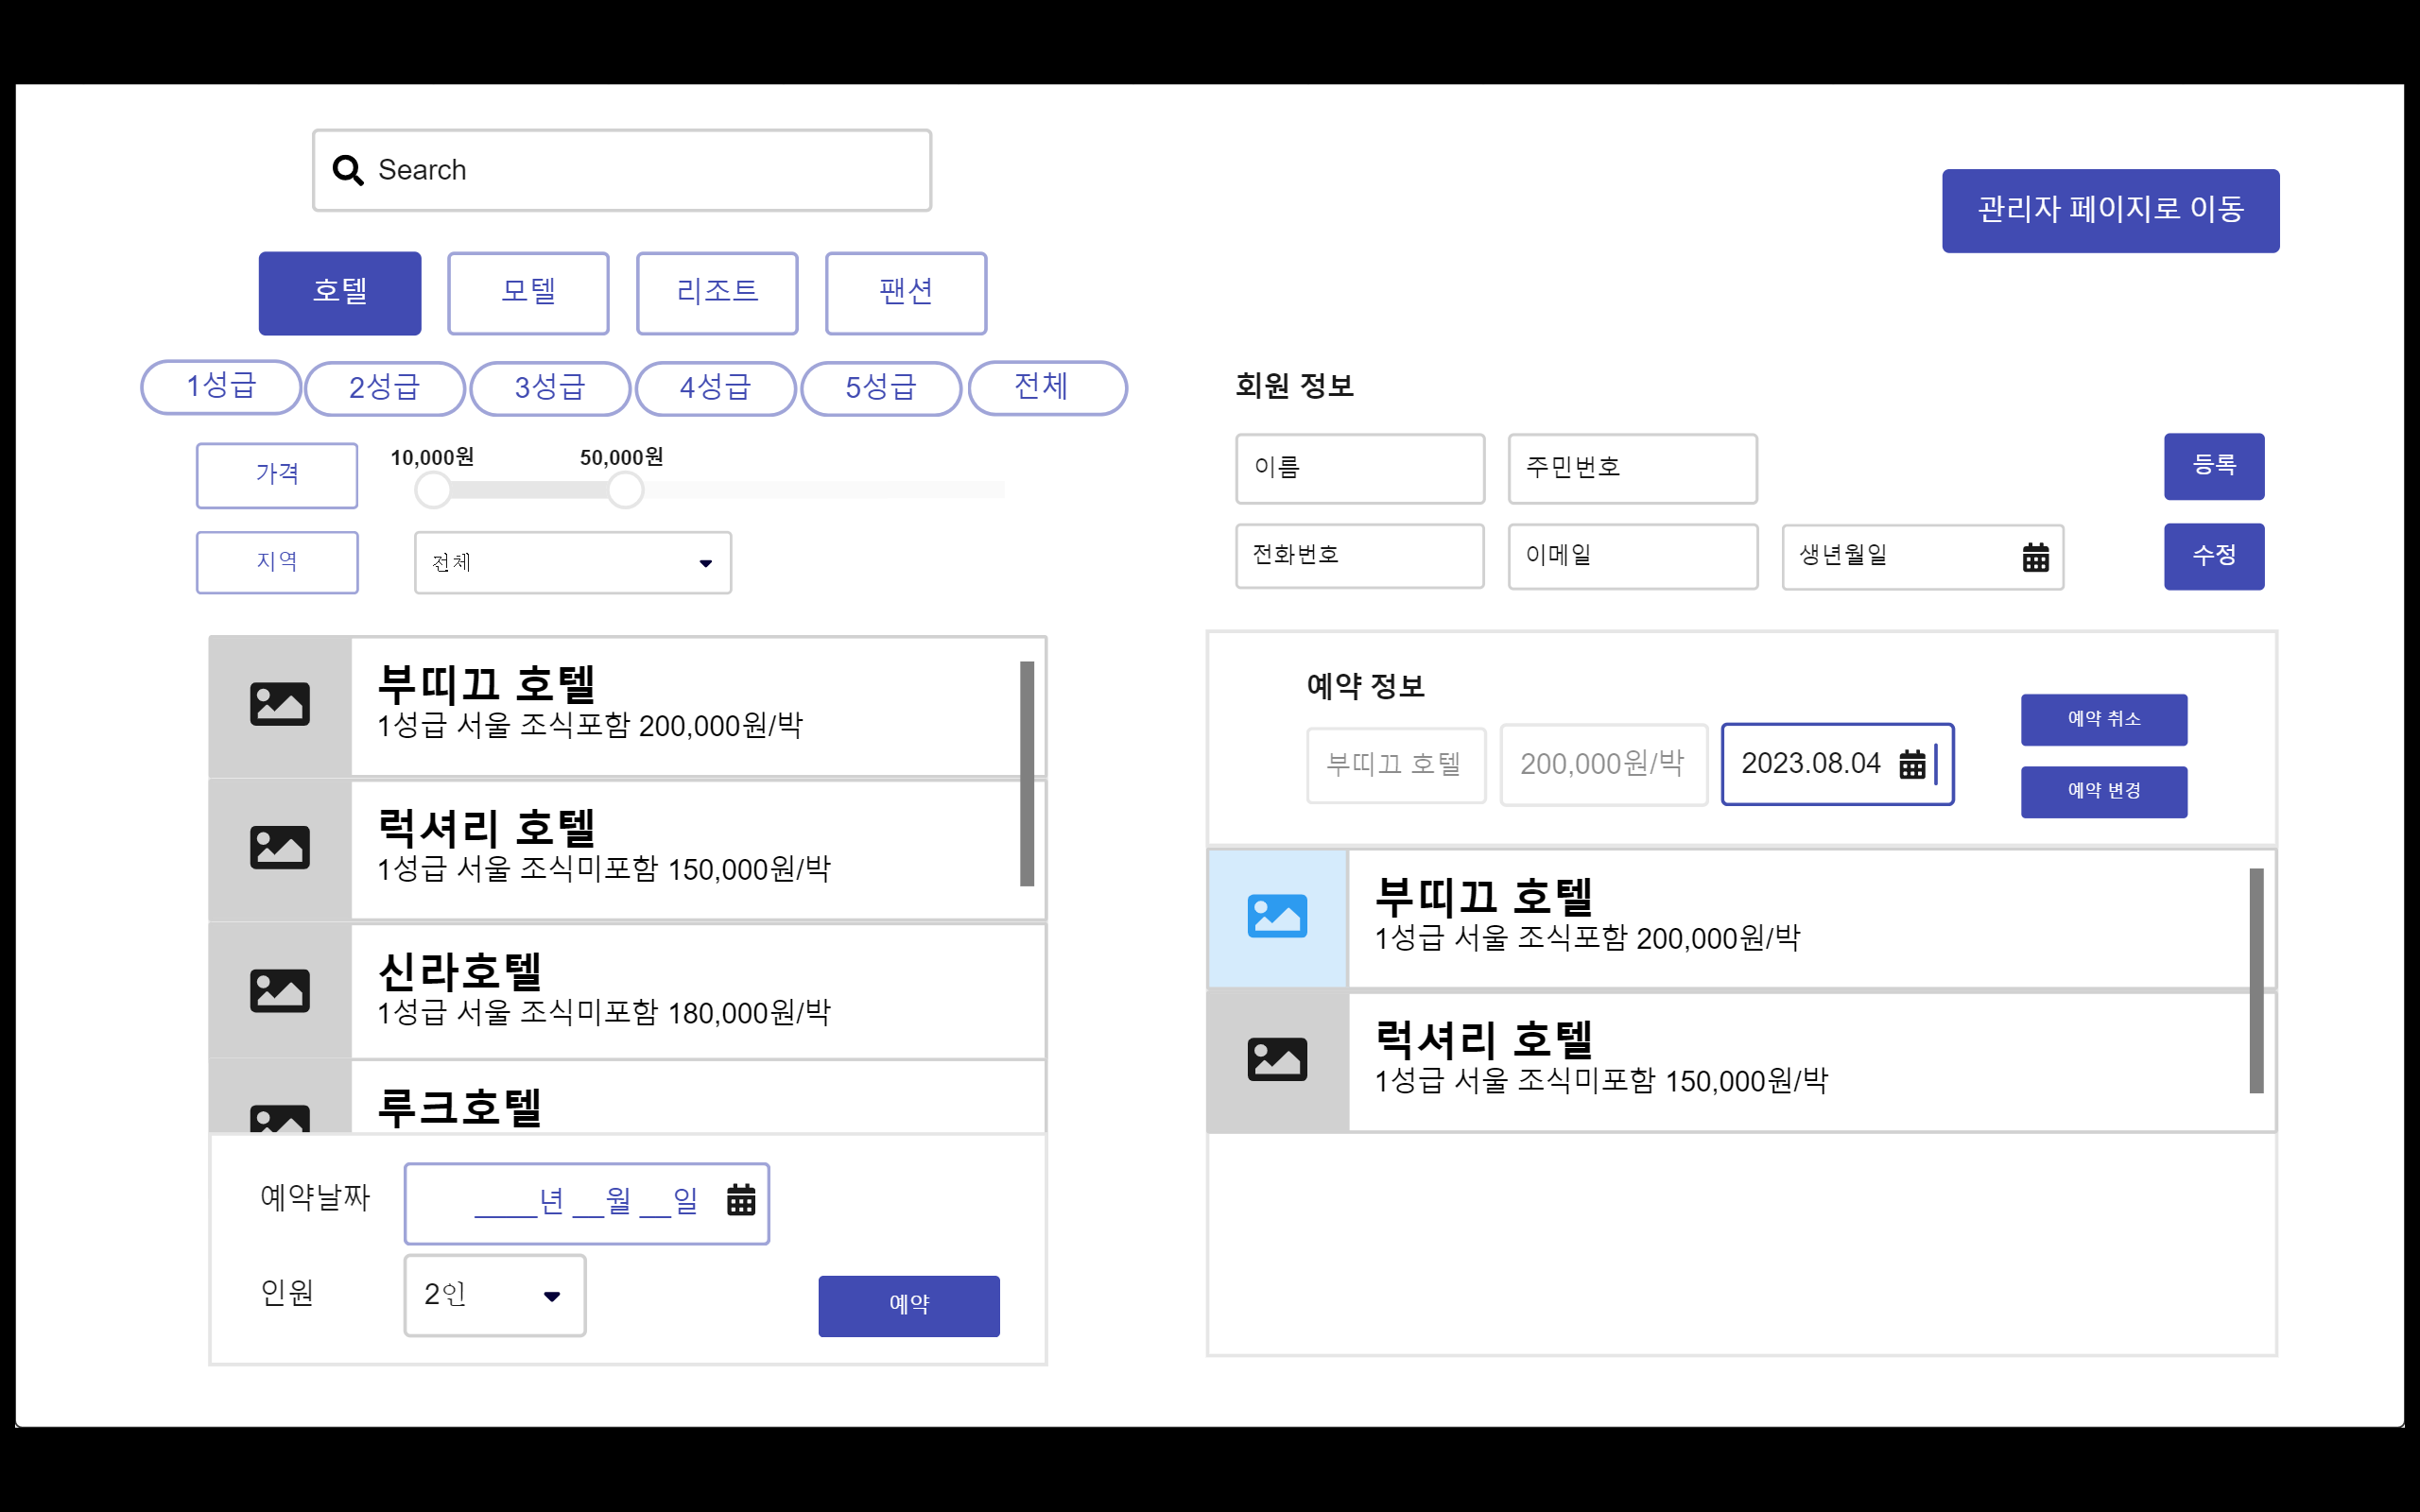 Search
관리자 페이지로 이동
호텔
모텔
리조트
팬션
1성급
2성급
3성급
4성급
5성급
전체
가격
10,000원
50,000원
지역
전체
부띠끄 호텔
1성급 서울 조식포함 200,000원/박
럭셔리 호텔
1성급 서울 조식미포함 150,000원/박
신라호텔
1성급 서울 조식미포함 180,000원/박
루크호텔
예약날짜
____년 __월 __일
인원
2인
예약
회원 정보
이름
주민번호
등록
전화번호
이메일
생년월일
수정
예약 정보
부띠끄 호텔
200,000원/박
2023.08.04
예약 취소
예약 변경
부띠끄 호텔
1성급 서울 조식포함 200,000원/박
럭셔리 호텔
1성급 서울 조식미포함 150,000원/박